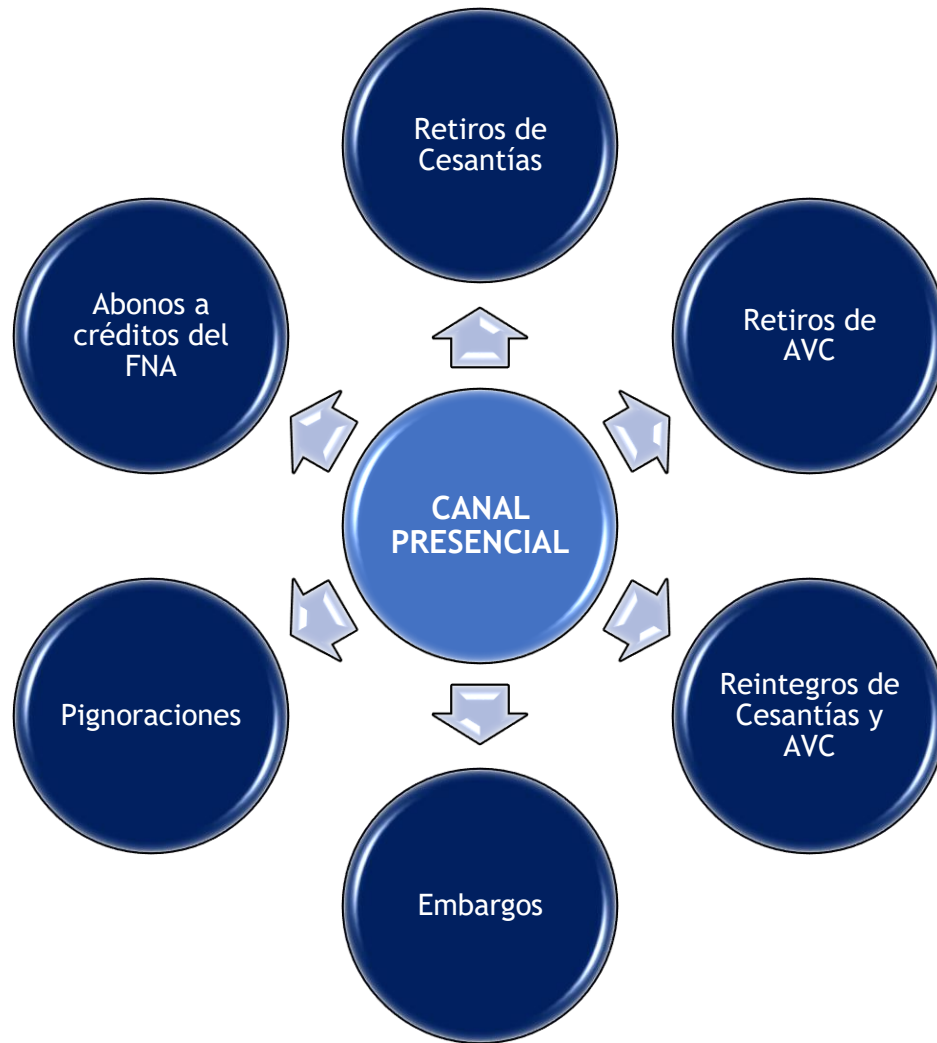 Retiros de
Cesantías
Abonos a
créditos del
FNA
Retiros de
AVC
CANAL
PRESENCIAL
Pignoraciones
Reintegros de
Cesantías y
AVC
Embargos